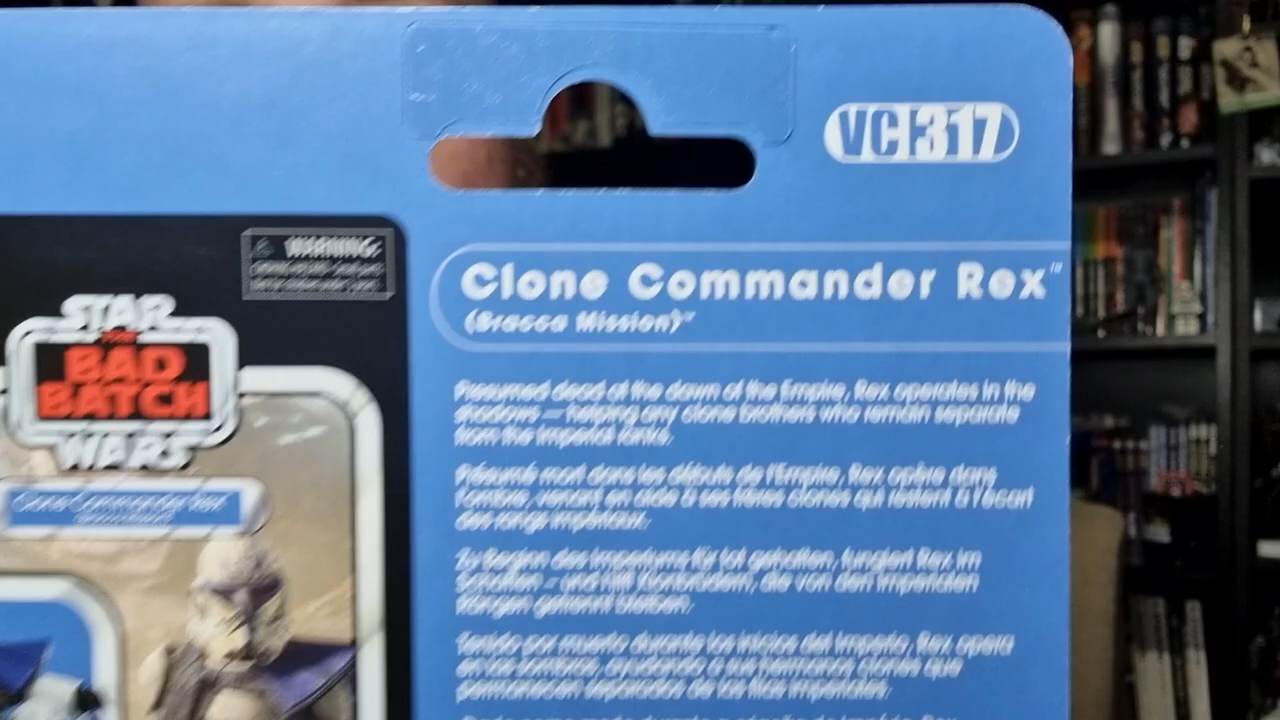 VC 317
WARNING:
STAR
THE
BAD
BATCH
WARS
Clone Commander Rex
Clone Commander Rex™
(Bracca Mission)™
Presumed dead at the dawn of the Empire, Rex operates in the
shadows — helping any clone brothers who remain separate
from the Imperial ranks.
Présumé mort dans les débuts de l'Empire, Rex opère dans
l'ombre, venant en aide à ses frères clones qui restent à l'écart
des rangs impériaux.
Zu Beginn des Imperiums für tot gehalten, fungiert Rex im
Schatten – und hilft Klonbrüdern, die von den Imperialen
Rängen getrennt bleiben.
Tenido por muerto durante los inicios del Imperio, Rex opera
en las sombras, ayudando a sus hermanos clones que
permanecen separados de las filas imperiales.